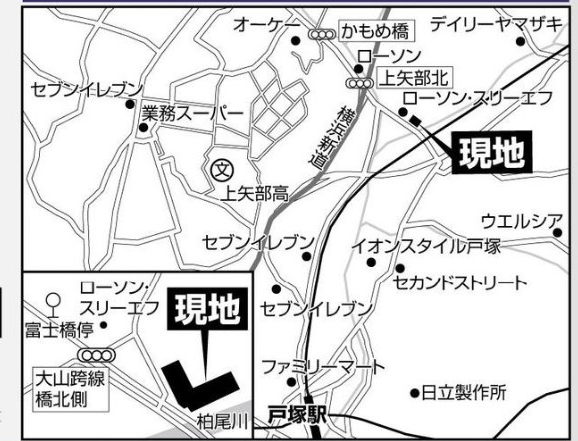 オーケー
かもめ橋
デイリーヤマザキ
ローソン
上矢部北
セブンイレブン
業務スーパー
ローソン・スリーエフ
横浜新道
現地
文
上矢部高
ウエルシア
セブンイレブン
イオンスタイル戸塚
セカンドストリート
セブンイレブン
ファミリーマート
日立製作所
戸塚駅
ローソン・
スリーエフ
現地
富士橋停
大山跨線
橋北側
柏尾川